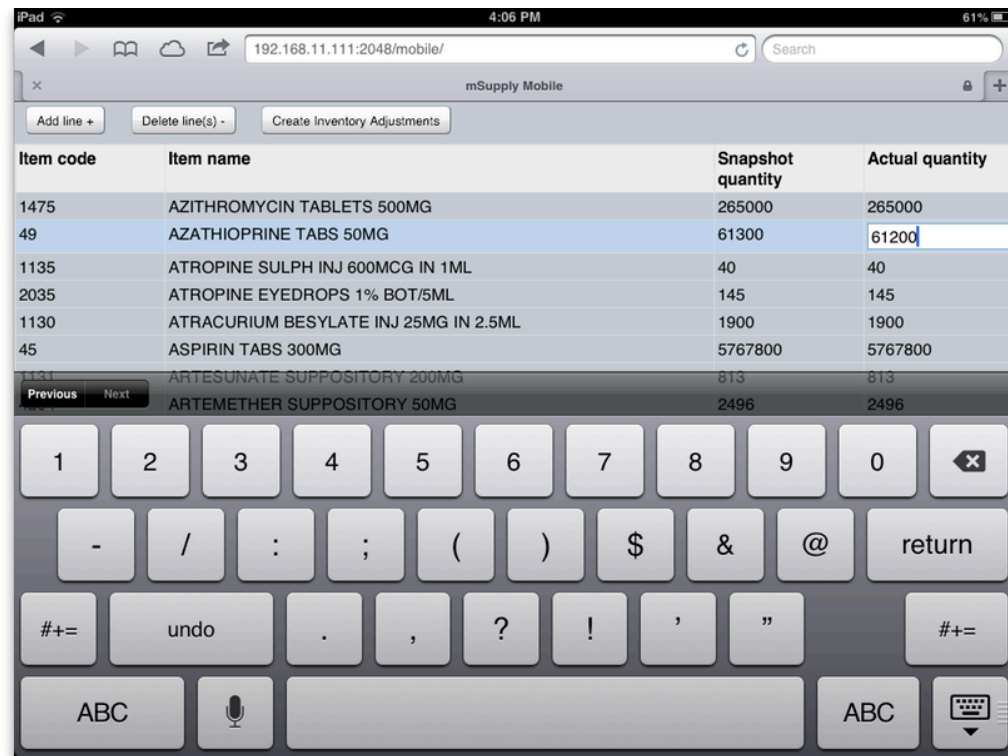 iPad 4:06 PM 61%
192.168.11.111:2048/mobile/ Search
mSupply Mobile
Add line + Delete line(s) - Create Inventory Adjustments
Item code Item name Snapshot quantity Actual quantity
1475 AZITHROMYCIN TABLETS 500MG 265000 265000
49 AZATHIOPRINE TABS 50MG 61300 61200
1135 ATROPINE SULPH INJ 600MCG IN 1ML 40 40
2035 ATROPINE EYEDROPS 1% BOT/5ML 145 145
1130 ATRACURIUM BESYLATE INJ 25MG IN 2.5ML 1900 1900
45 ASPIRIN TABS 300MG 5767800 5767800
1131 ARTESUNATE SUPPOSITORY 200MG 813 813
Previous Next
ARTEMETHER SUPPOSITORY 50MG 2496 2496
1 2 3 4 5 6 7 8 9 0
- / : ; ( ) $ & @ return
#+= undo . , ? ! ’ ” #+=
ABC ABC